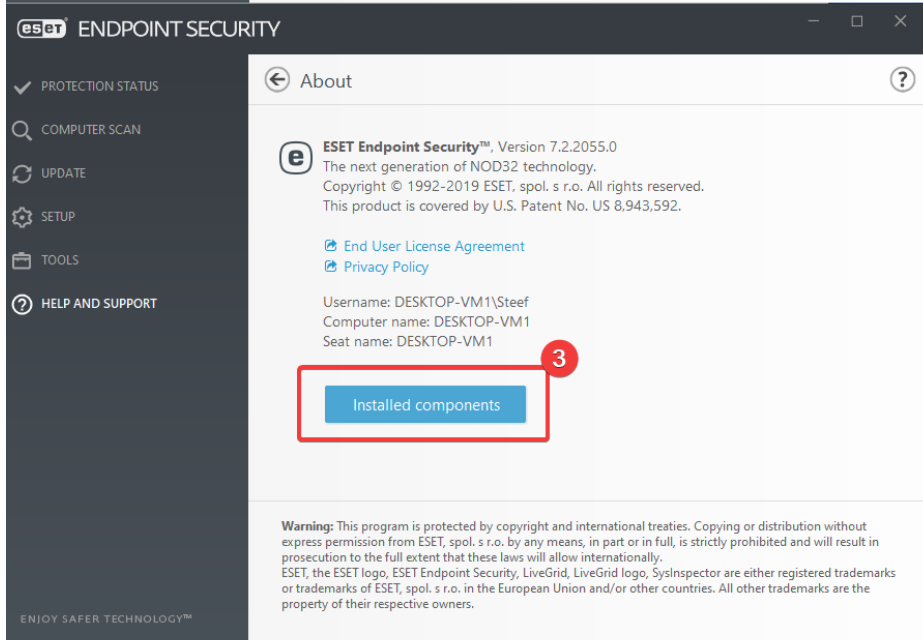 eset ENDPOINT SECURITY
PROTECTION STATUS
COMPUTER SCAN
UPDATE
SETUP
TOOLS
HELP AND SUPPORT
ENJOY SAFER TECHNOLOGY™
About
?
e
ESET Endpoint Security™, Version 7.2.2055.0
The next generation of NOD32 technology.
Copyright © 1992-2019 ESET, spol. s r.o. All rights reserved.
This product is covered by U.S. Patent No. US 8,943,592.
End User License Agreement
Privacy Policy
Username: DESKTOP-VM1\Steef
Computer name: DESKTOP-VM1
Seat name: DESKTOP-VM1
3
Installed components
Warning: This program is protected by copyright and international treaties. Copying or distribution without
express permission from ESET, spol. s r.o. by any means, in part or in full, is strictly prohibited and will result in
prosecution to the full extent that these laws will allow internationally.
ESET, the ESET logo, ESET Endpoint Security, LiveGrid, LiveGrid logo, SysInspector are either registered trademarks
or trademarks of ESET, spol. s r.o. in the European Union and/or other countries. All other trademarks are the
property of their respective owners.